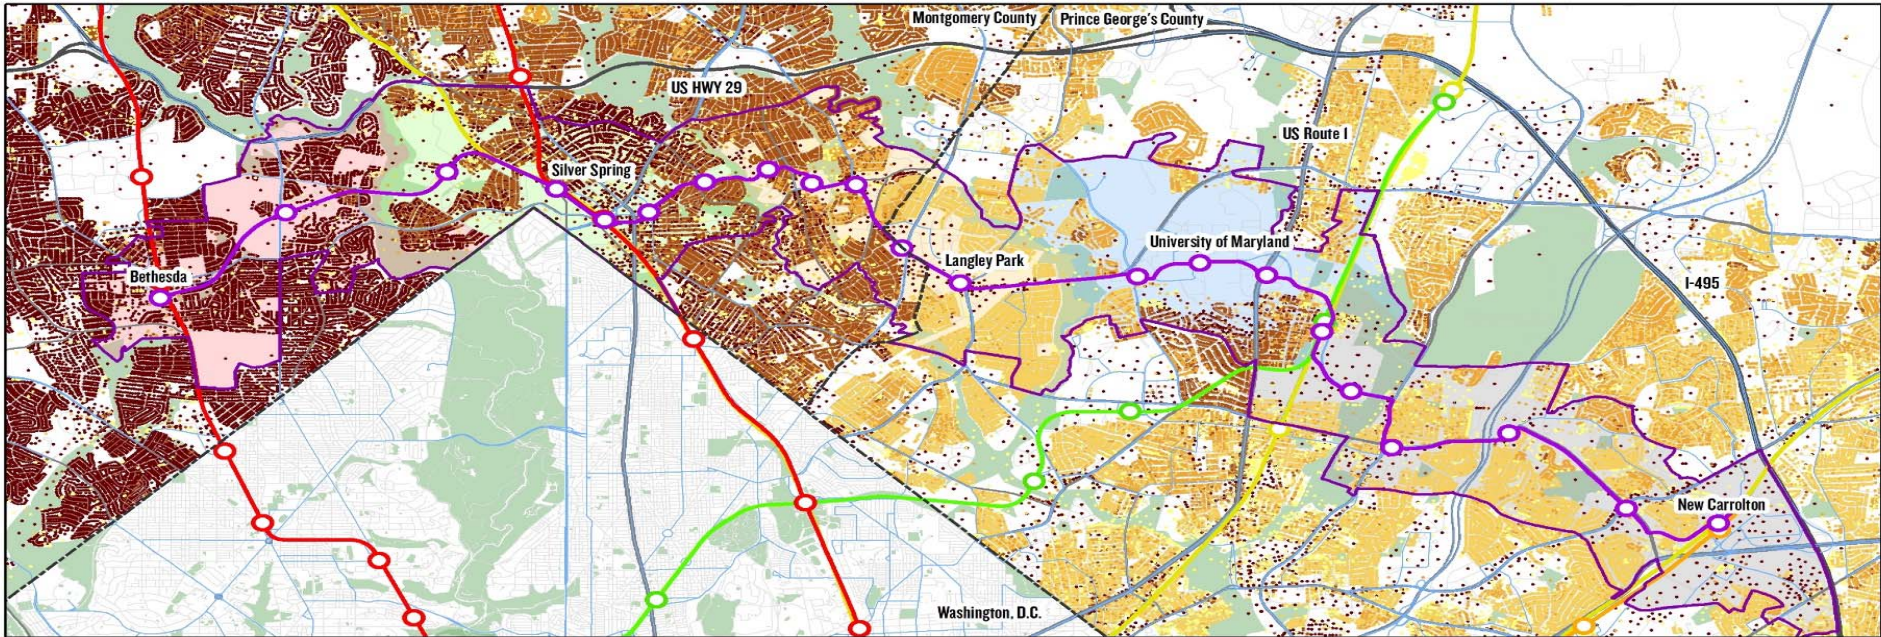 Montgomery County
Prince George's County
US HWY 29
US Route 1
Silver Spring
University of Maryland
Langley Park
Bethesda
I-495
New Carrolton
Washington, D.C.